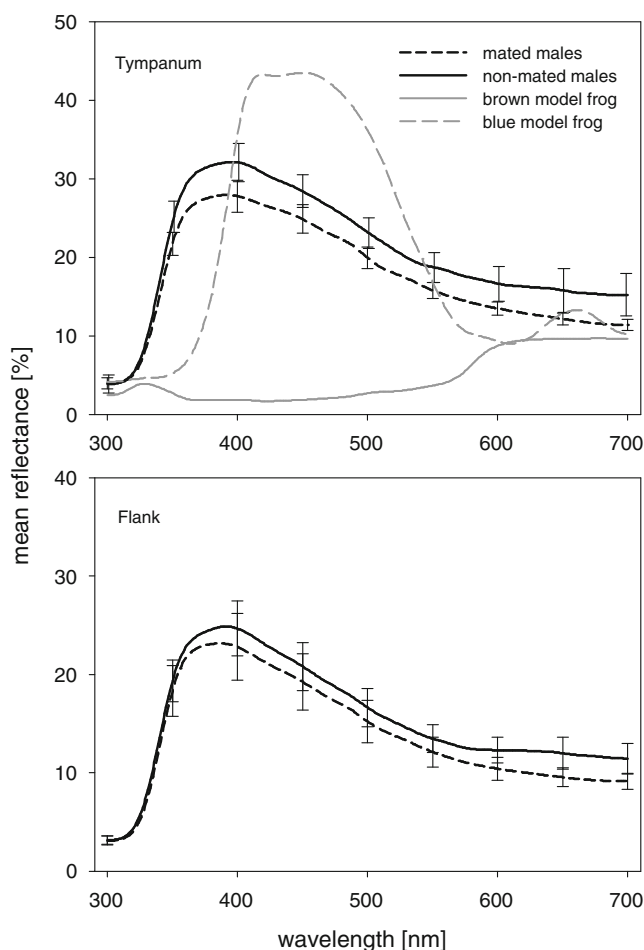 mean reflectance [%]
50
40
30
20
10
0
Tympanum
mated males
non-mated males
brown model frog
blue model frog
300 400 500 600 700
40
30
20
10
0
Flank
300 400 500 600 700
wavelength [nm]